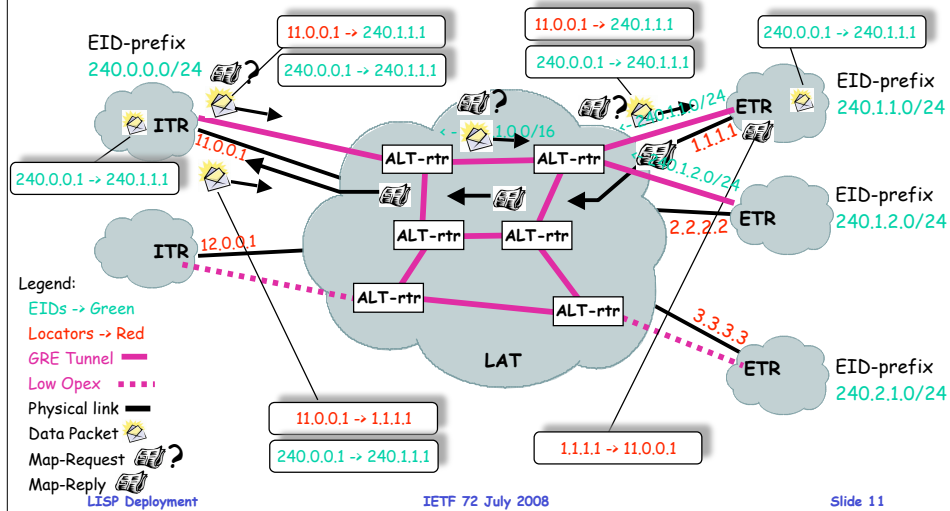 11.0.0.1 -> 240.1.1.1
240.0.0.1 -> 240.1.1.1
11.0.0.1 -> 240.1.1.1
240.0.0.1 -> 240.1.1.1
240.0.0.1 -> 240.1.1.1
EID-prefix
240.0.0.0/24
?
?
?
EID-prefix
240.1.1.0/24
ITR
ETR
11.0.0.1
<- 240.1.1.0/24
1.1.1.1
1.0.0/16
240.0.0.1 -> 240.1.1.1
ALT-rtr
ALT-rtr
<- 240.1.2.0/24
EID-prefix
240.1.2.0/24
ETR
2.2.2.2
ITR
12.0.0.1
ALT-rtr
ALT-rtr
ALT-rtr
ALT-rtr
LAT
3.3.3.3
ETR
EID-prefix
240.2.1.0/24
Legend:
EIDs -> Green
Locators -> Red
GRE Tunnel
Low Opex
Physical link
Data Packet
Map-Request ?
Map-Reply
11.0.0.1 -> 1.1.1.1
240.0.0.1 -> 240.1.1.1
1.1.1.1 -> 11.0.0.1
LISP Deployment
IETF 72 July 2008
Slide 11